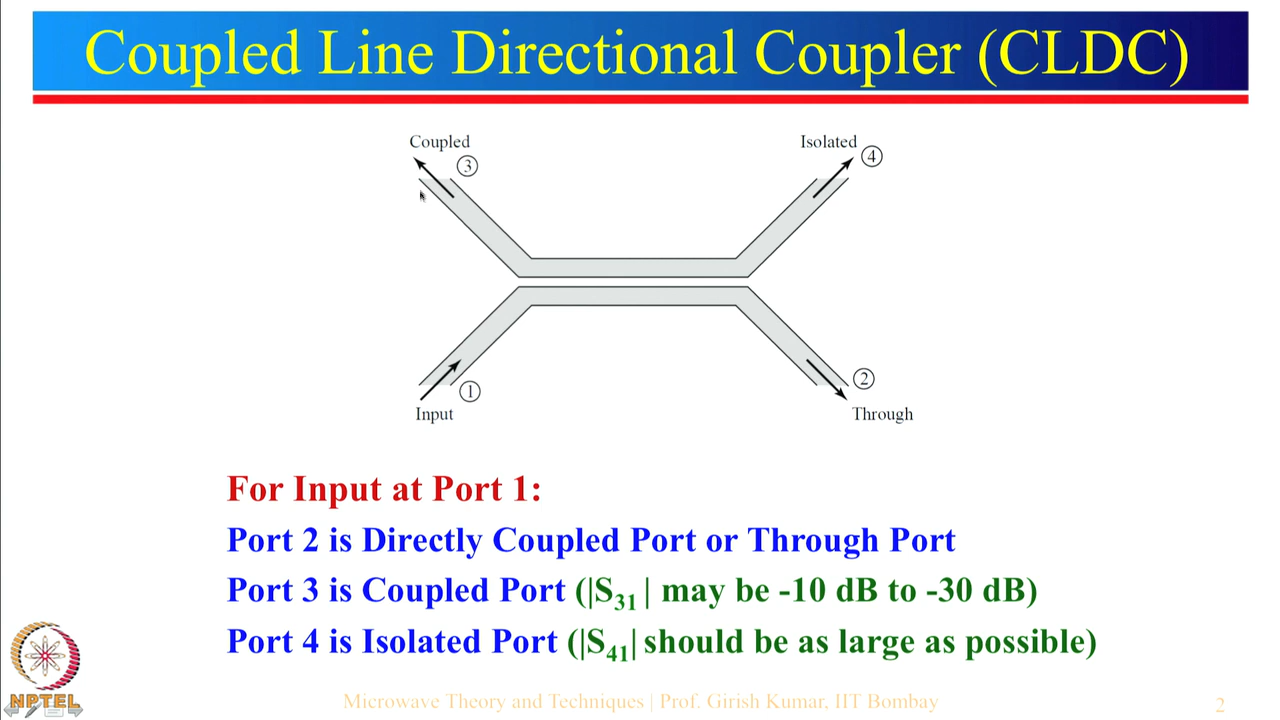 Coupled Line Directional Coupler (CLDC)
Coupled
③
Isolated
④
①
Input
②
Through
For Input at Port 1:
Port 2 is Directly Coupled Port or Through Port
Port 3 is Coupled Port (|S₃₁| may be -10 dB to -30 dB)
Port 4 is Isolated Port (|S₄₁| should be as large as possible)
NPTEL
Microwave Theory and Techniques | Prof. Girish Kumar, IIT Bombay
2